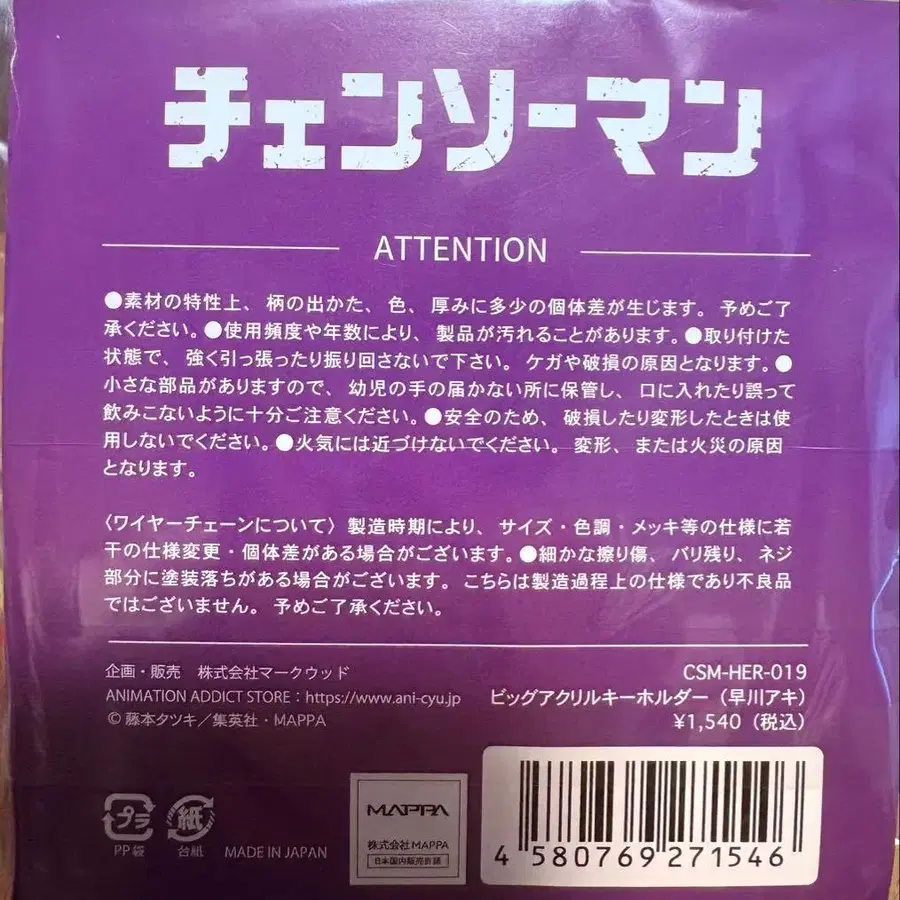 チェンソーマン
ATTENTION
●素材の特性上、柄の出かた、色、厚みに多少の個体差が生じます。予めご了
承ください。●使用頻度や年数により、製品が汚れることがあります。●取り付けた
状態で、強く引っ張ったり振り回さないで下さい。ケガや破損の原因となります。●
小さな部品がありますので、幼児の手の届かない所に保管し、口に入れたり誤って
飲みこないように十分ご注意ください。●安全のため、破損したり変形したときは使
用しないでください。●火気には近づけないでください。変形、または火災の原因
となります。
〈ワイヤーチェーンについて〉製造時期により、サイズ・色調・メッキ等の仕様に若
干の仕様変更・個体差がある場合がございます。●細かな擦り傷、バリ残り、ネジ
部分に塗装落ちがある場合がございます。こちらは製造過程上の仕様であり不良品
ではございません。予めご了承ください。
企画・販売 株式会社マークウッド
ANIMATION ADDICT STORE:https://www.ani-cyu.jp
© 藤本タツキ／集英社・MAPPA
CSM-HER-019
ビッグアクリルキーホルダー（早川アキ）
¥1,540（税込）
プラ
PP袋
紙
台紙
MADE IN JAPAN
MAPPA
株式会社MAPPA
日本国内販売許諾
4 580769 271546